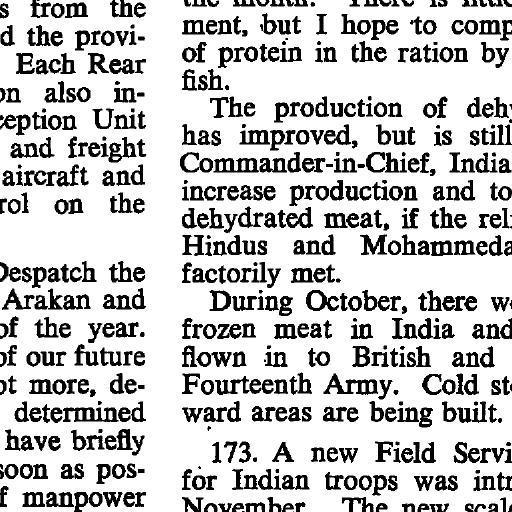 s from the
d the provi-
Each Rear
on also in-
ception Unit
and freight
aircraft and
rol on the
Despatch the
Arakan and
of the year.
of our future
ot more, de-
determined
have briefly
soon as pos-
f manpower
the month. There is
ment, but I hope to comp
of protein in the ration by
fish.
The production of dehy
has improved, but is still
Commander-in-Chief, India
increase production and to
dehydrated meat, if the reli
Hindus and Mohammeda
factorily met.
During October, there we
frozen meat in India and
flown in to British and
Fourteenth Army. Cold sto
ward areas are being built.
173. A new Field Servi
for Indian troops was intr
November. The new scal